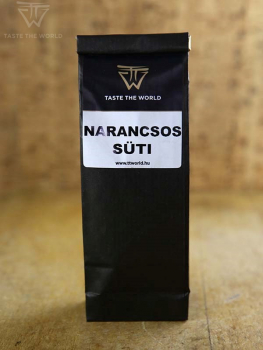 TASTE THE WORLD
TASTE THE WORLD
NARANCSOS
SÜTI
www.ttworld.hu